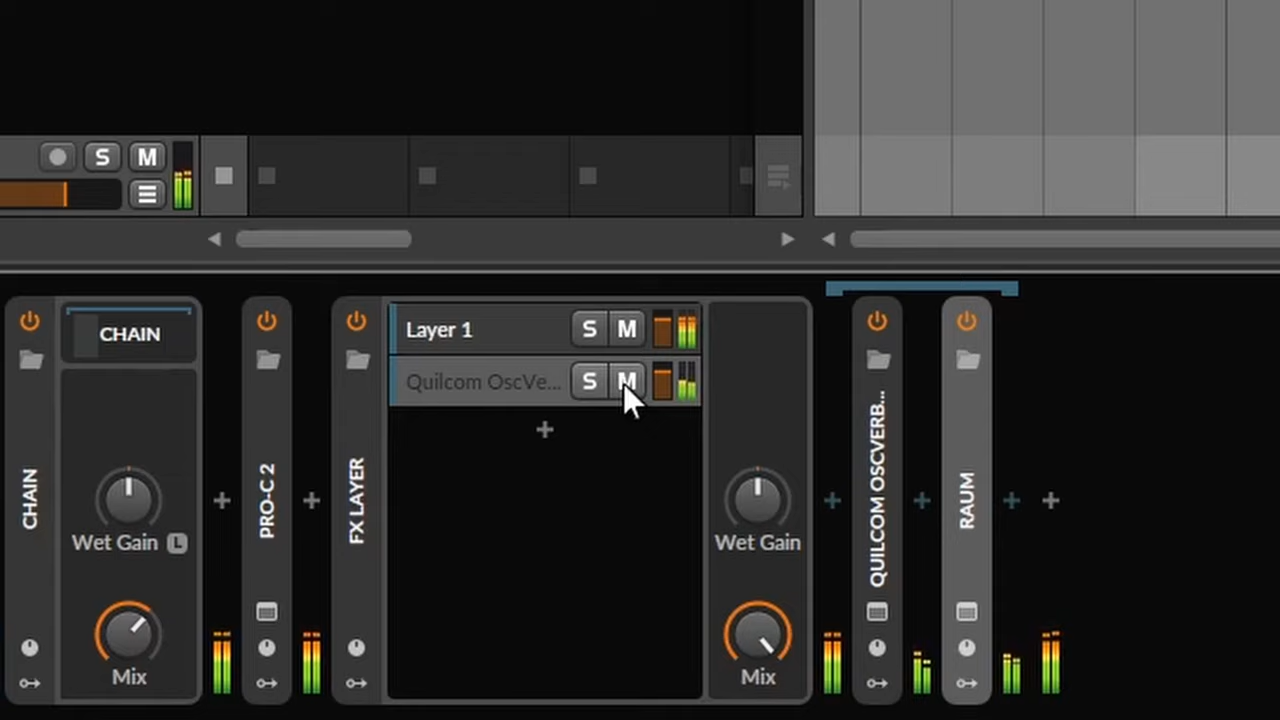 S M
CHAIN
CHAIN
Wet Gain L
Mix
PRO-C 2
FX LAYER
Layer 1 S M
Quilcom OscVe... S M
Wet Gain
Mix
QUILCOM OSCVERB...
RAUM